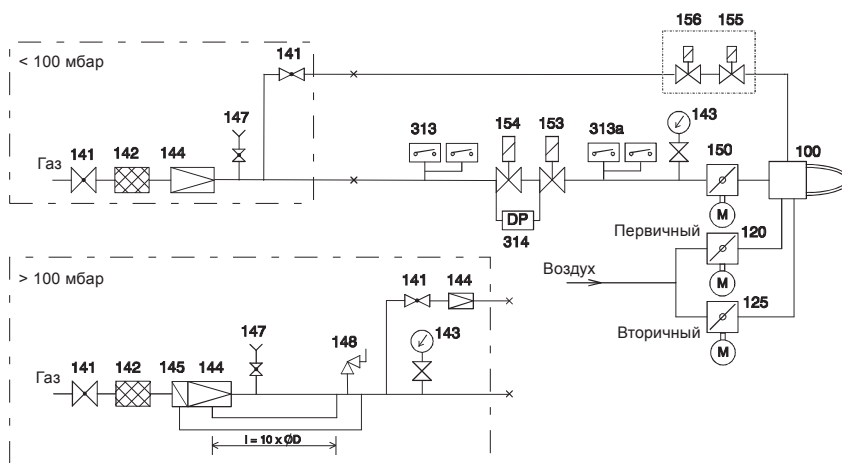 156 155
< 100 мбар
141
147
313
154 153
313a
143
Газ
141 142 144
150
100
M
DP
314
Первичный
120
M
Воздух
125
Вторичный
M
> 100 мбар
141 144
147
148
143
Газ
141 142 145 144
l = 10 x ØD